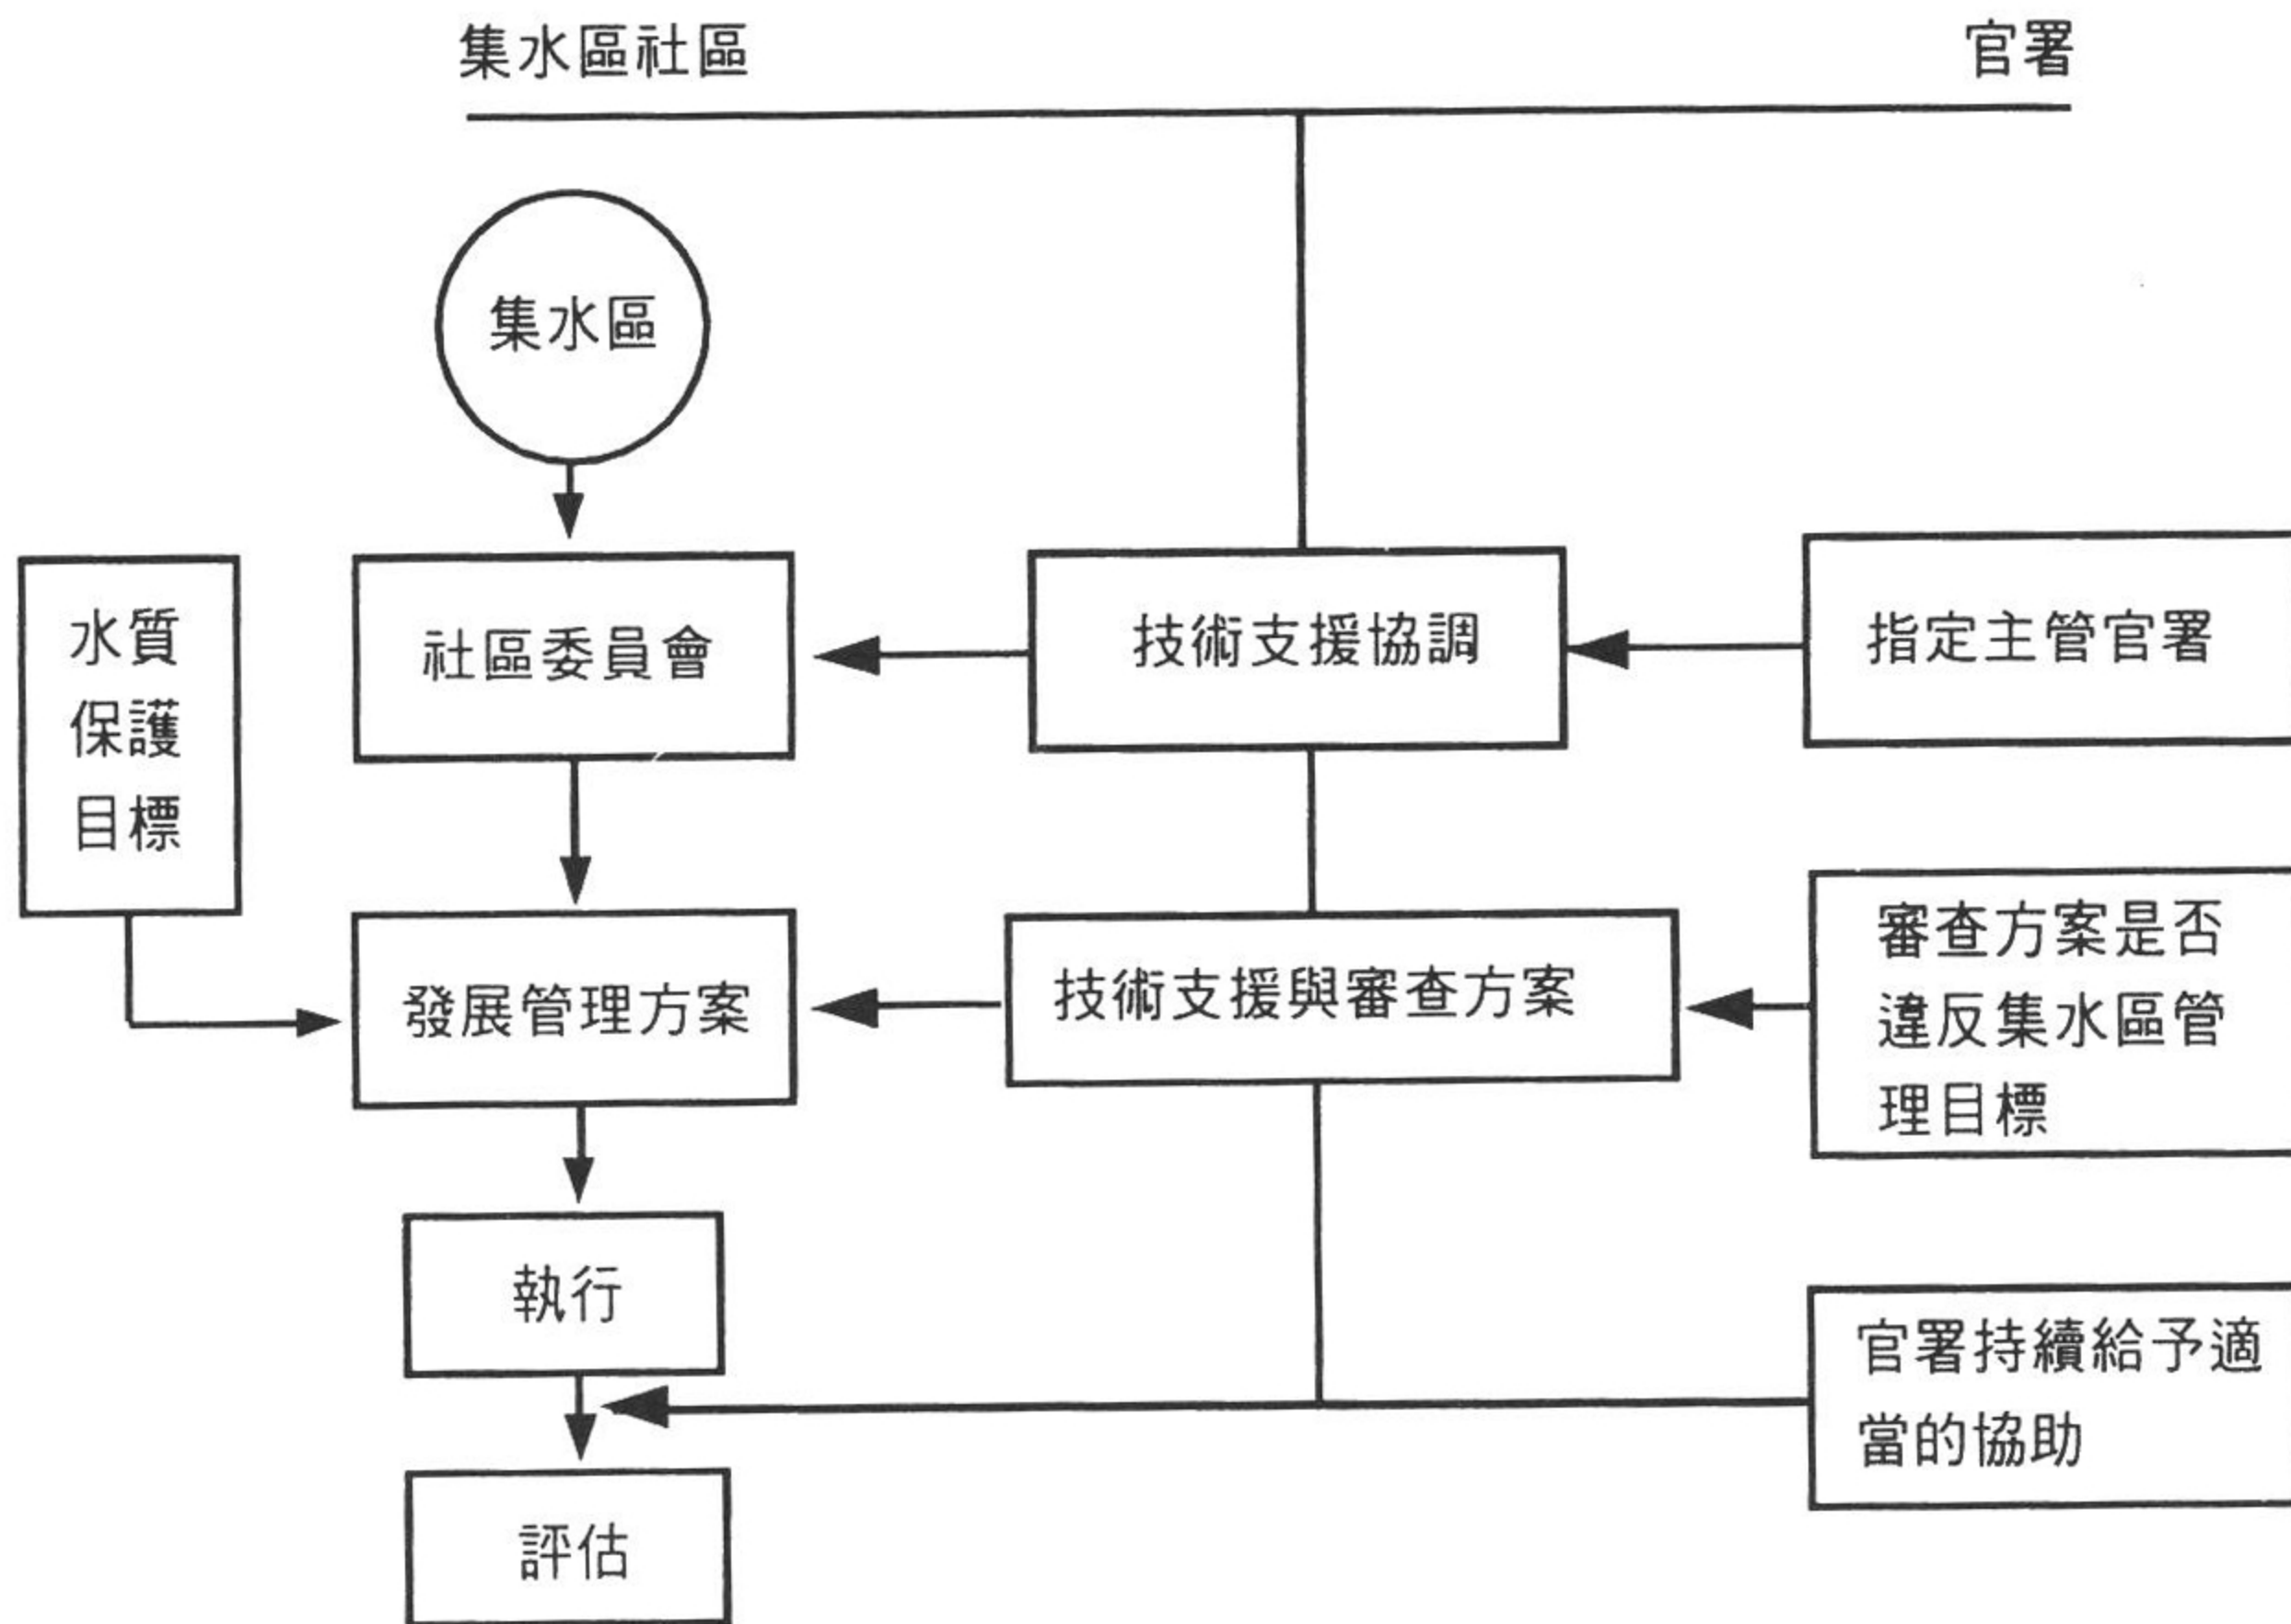 集水區社區
官署
集水區
水質
保護
目標
社區委員會
技術支援協調
指定主管官署
發展管理方案
技術支援與審查方案
審查方案是否
違反集水區管
理目標
執行
官署持續給予適
當的協助
評估